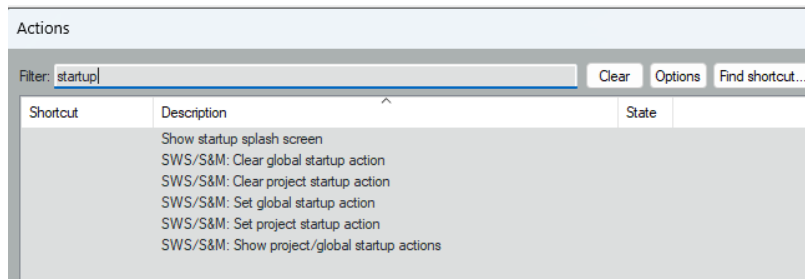 Actions
Filter: startup Clear Options Find shortcut...
Shortcut Description State
Show startup splash screen
SWS/S&M: Clear global startup action
SWS/S&M: Clear project startup action
SWS/S&M: Set global startup action
SWS/S&M: Set project startup action
SWS/S&M: Show project/global startup actions